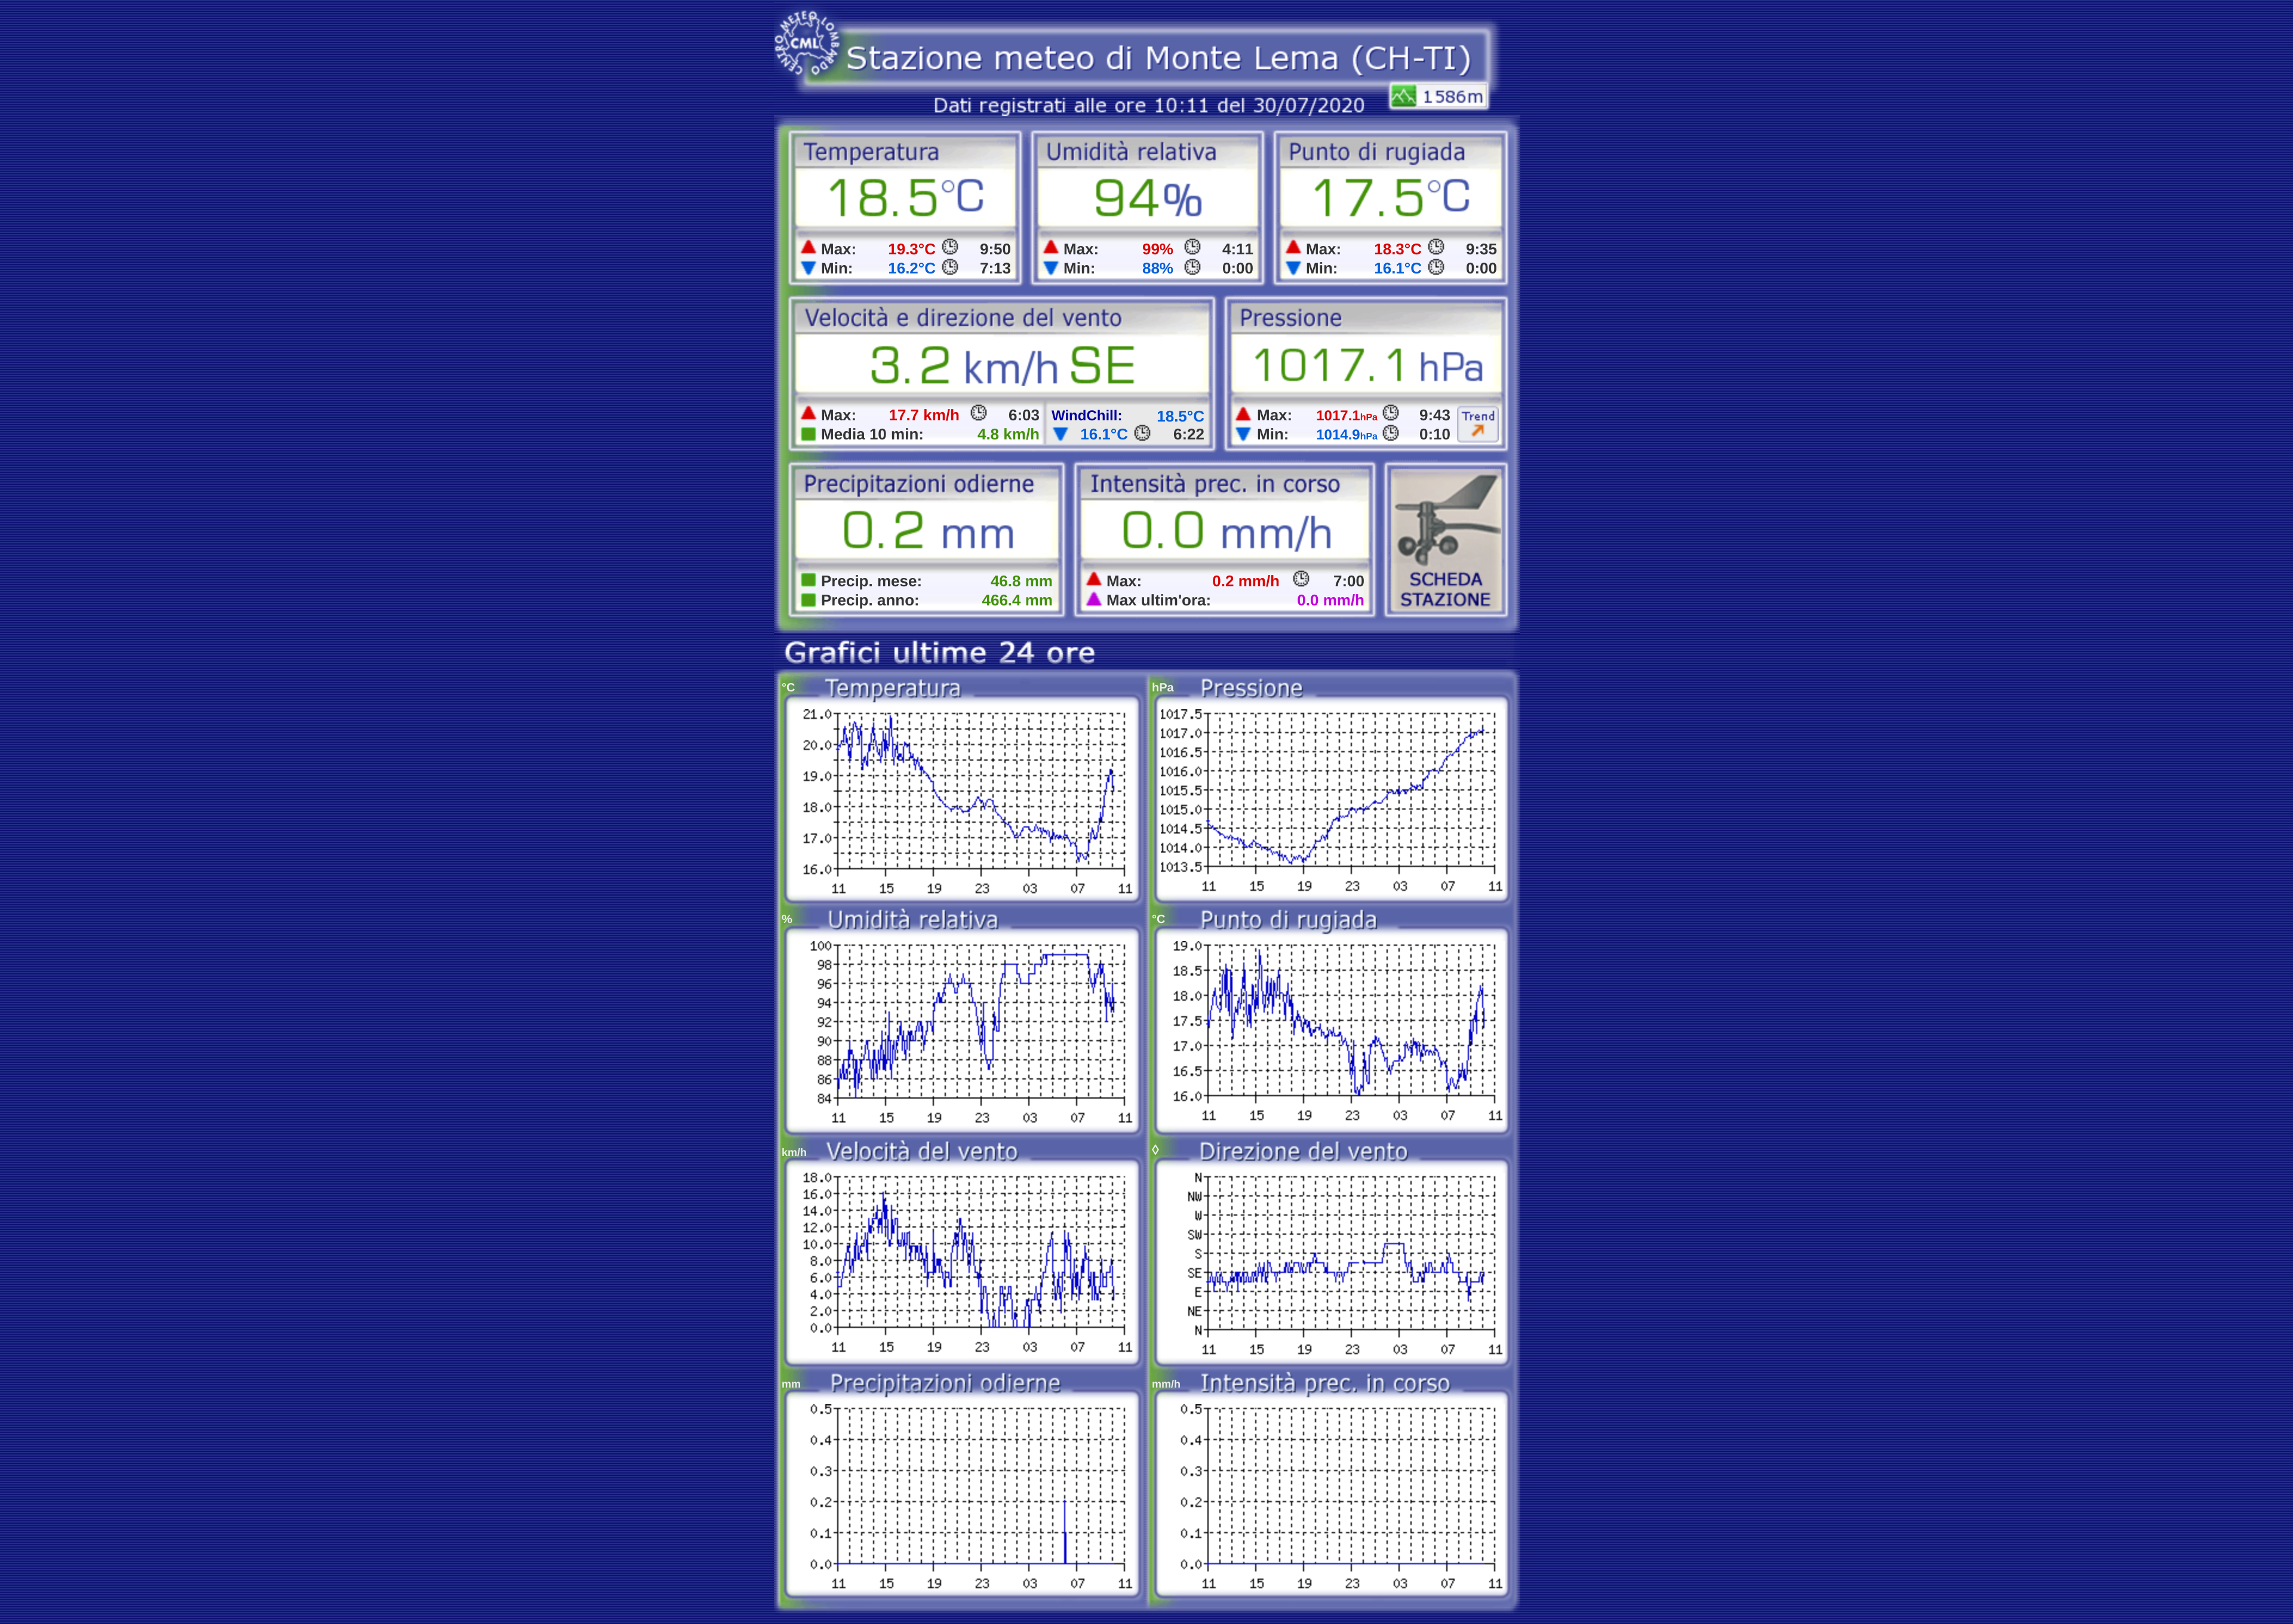 CENTRO METEO LOMBARDO
CML
Stazione meteo di Monte Lema (CH-TI)
1586m
Dati registrati alle ore 10:11 del 30/07/2020
Temperatura
18.5°C
Max: 19.3°C 9:50
Min: 16.2°C 7:13
Umidità relativa
94%
Max: 99% 4:11
Min: 88% 0:00
Punto di rugiada
17.5°C
Max: 18.3°C 9:35
Min: 16.1°C 0:00
Velocità e direzione del vento
3.2 km/h SE
Max: 17.7 km/h 6:03
Media 10 min: 4.8 km/h
WindChill: 18.5°C
16.1°C 6:22
Pressione
1017.1 hPa
Max: 1017.1hPa 9:43
Min: 1014.9hPa 0:10
Trend
Precipitazioni odierne
0.2 mm
Precip. mese: 46.8 mm
Precip. anno: 466.4 mm
Intensità prec. in corso
0.0 mm/h
Max: 0.2 mm/h 7:00
Max ultim'ora: 0.0 mm/h
SCHEDA
STAZIONE
Grafici ultime 24 ore
°C Temperatura
21.0
20.0
19.0
18.0
17.0
16.0
11 15 19 23 03 07 11
hPa Pressione
1017.5
1017.0
1016.5
1016.0
1015.5
1015.0
1014.5
1014.0
1013.5
11 15 19 23 03 07 11
% Umidità relativa
100
98
96
94
92
90
88
86
84
11 15 19 23 03 07 11
°C Punto di rugiada
19.0
18.5
18.0
17.5
17.0
16.5
16.0
11 15 19 23 03 07 11
km/h Velocità del vento
18.0
16.0
14.0
12.0
10.0
8.0
6.0
4.0
2.0
0.0
11 15 19 23 03 07 11
◊ Direzione del vento
N
NW
W
SW
S
SE
E
NE
N
11 15 19 23 03 07 11
mm Precipitazioni odierne
0.5
0.4
0.3
0.2
0.1
0.0
11 15 19 23 03 07 11
mm/h Intensità prec. in corso
0.5
0.4
0.3
0.2
0.1
0.0
11 15 19 23 03 07 11